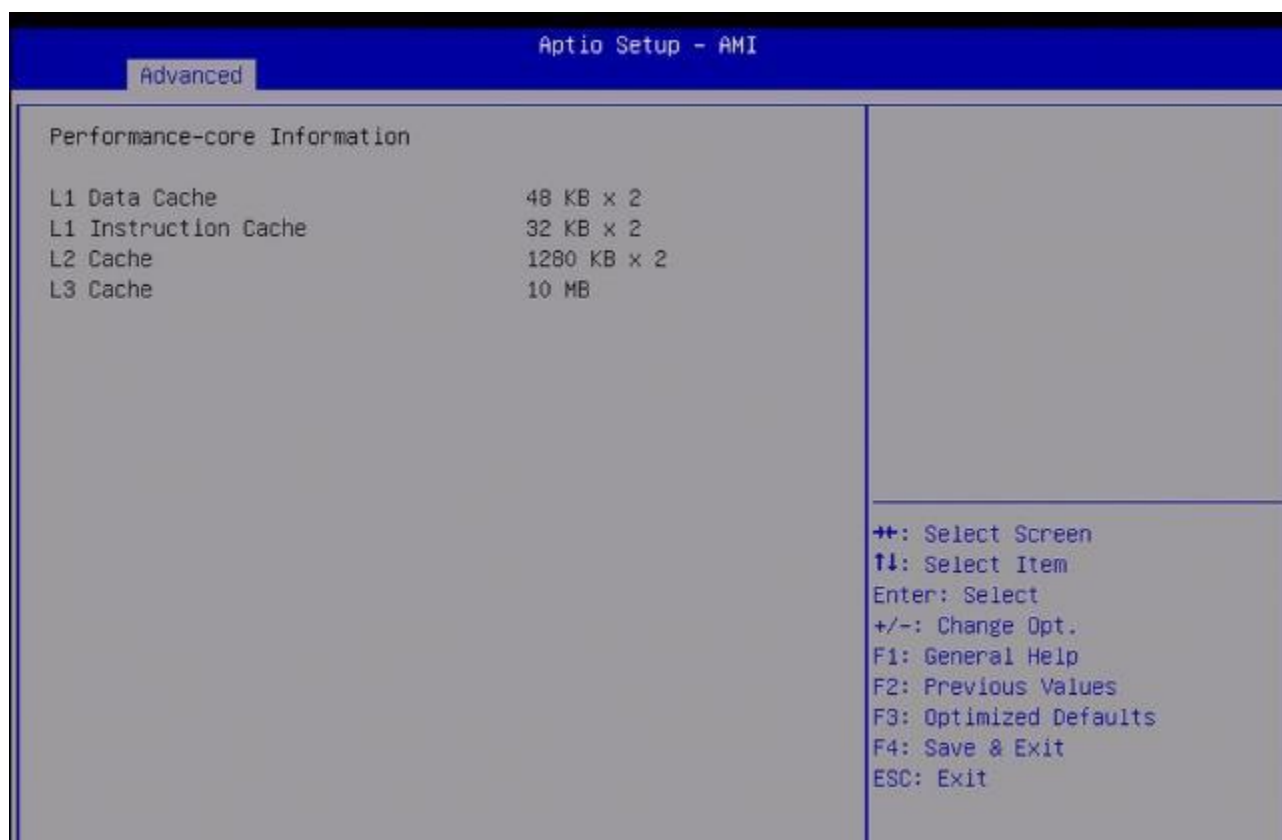 Aptio Setup - AMI
Advanced
Performance-core Information
L1 Data Cache 48 KB x 2
L1 Instruction Cache 32 KB x 2
L2 Cache 1280 KB x 2
L3 Cache 10 MB
→←: Select Screen
↑↓: Select Item
Enter: Select
+/-: Change Opt.
F1: General Help
F2: Previous Values
F3: Optimized Defaults
F4: Save & Exit
ESC: Exit